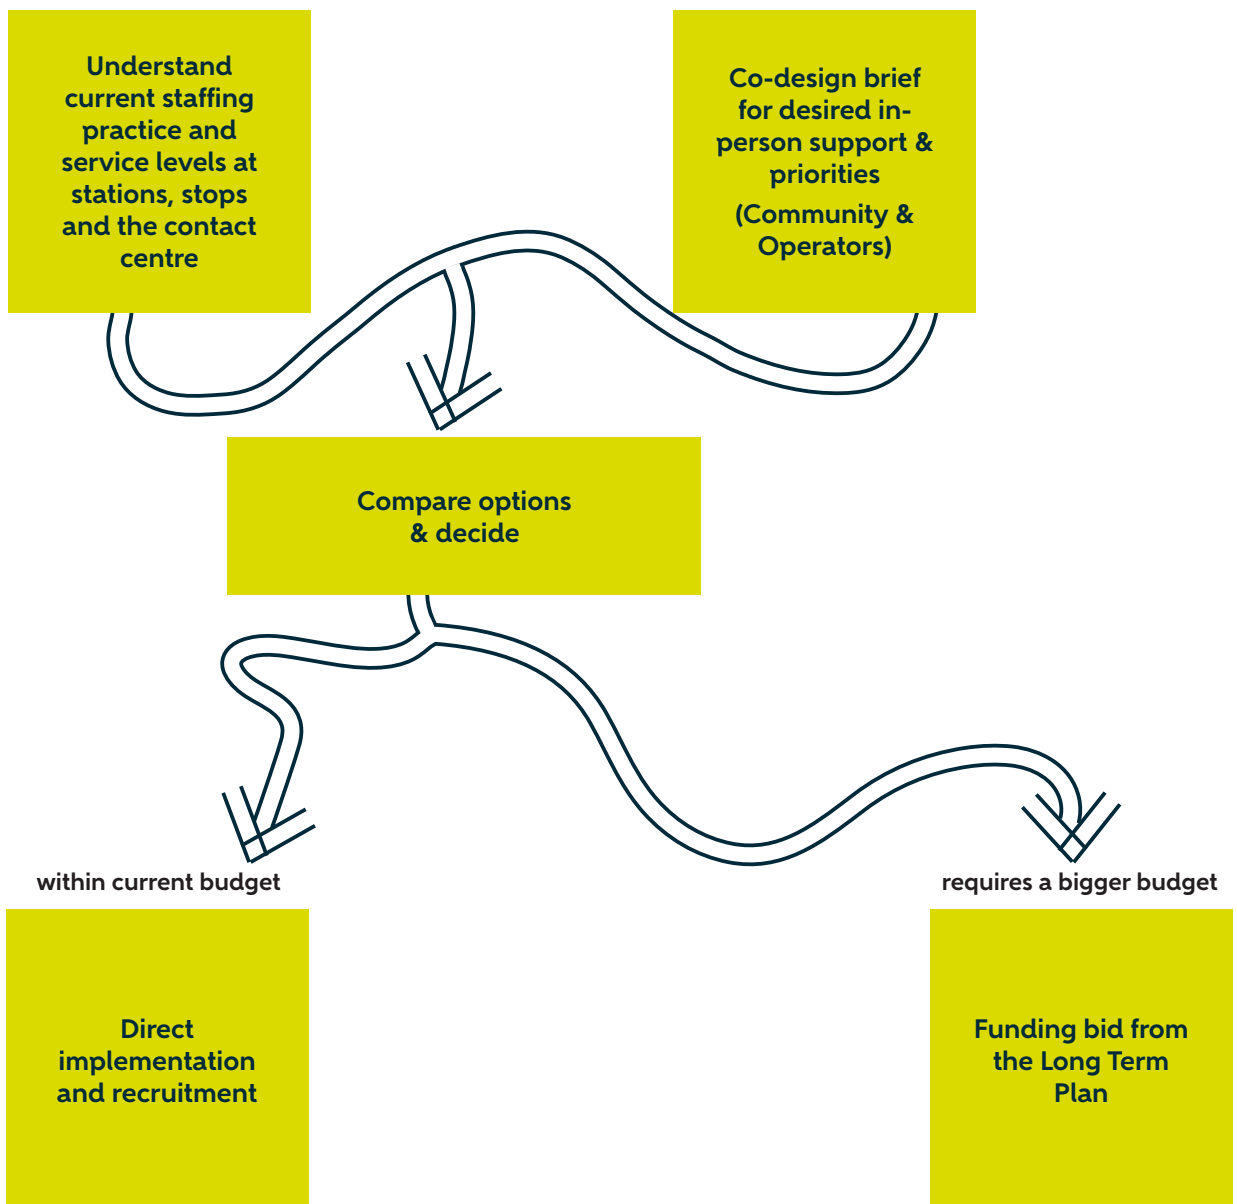 Understand
current staffing
practice and
service levels at
stations, stops
and the contact
centre
Co-design brief
for desired in-
person support &
priorities
(Community &
Operators)
Compare options
& decide
within current budget
requires a bigger budget
Direct
implementation
and recruitment
Funding bid from
the Long Term
Plan